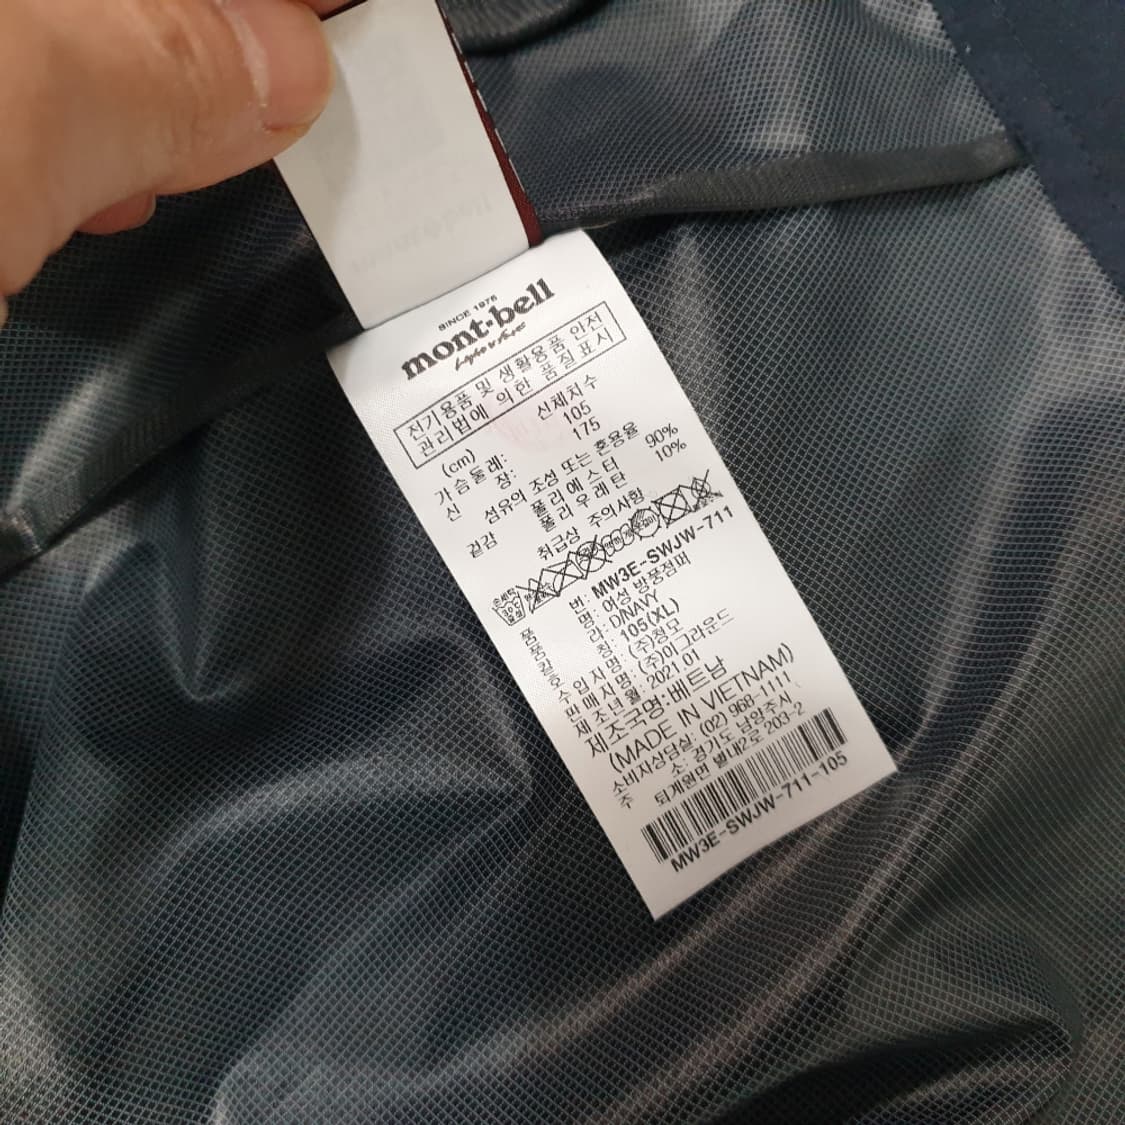 SINCE 1975
mont-bell
전기용품 및 생활용품 안전
관리법에 의한 품질표시
(cm) 신체치수
가슴둘레: 105
신 장: 175
섬유의 조성 또는 혼용율
겉감 폴리에스터 90%
폴리우레탄 10%
취급상 주의사항
품 번: MW3E-SWJW-711
품 명: 여성 방풍점퍼
칼 라: D/NAVY
호 칭: 105(XL)
수 입 자 명: (주)청모
판 매 자 명: (주)이그라운드
제 조 년 월: 2021 01
제조국명:베트남
(MADE IN VIETNAM)
소비자상담실: (02) 968-1111
주 소: 경기도 남양주시
퇴계원면 별내2로 203-2
MW3E-SWJW-711-105